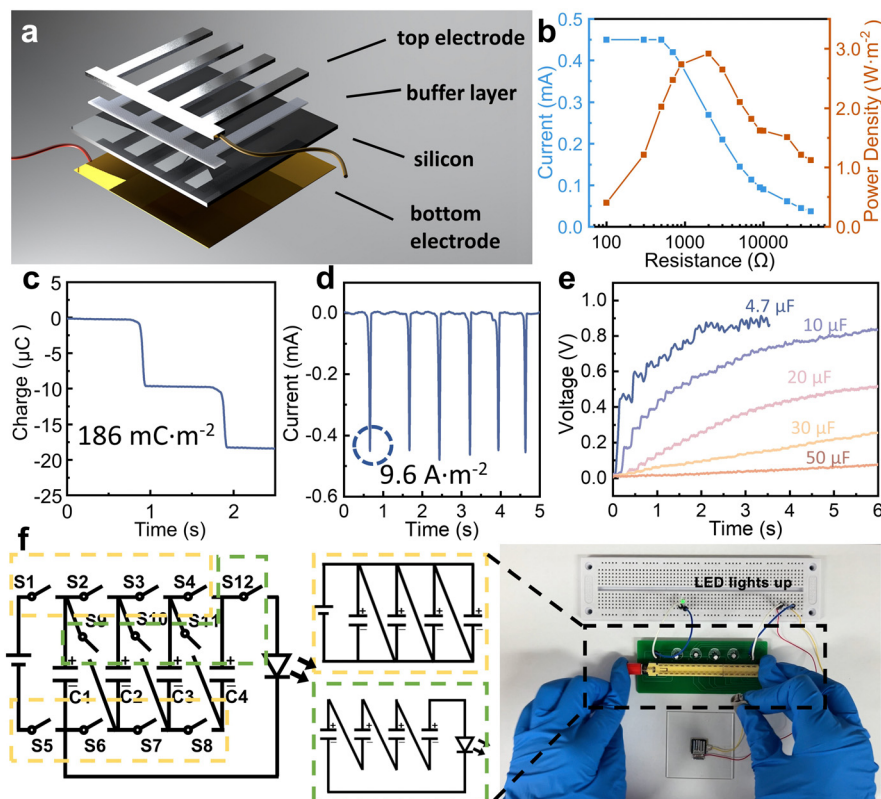 a
top electrode
buffer layer
silicon
bottom
electrode
b
0.5
0.4
0.3
0.2
0.1
0.0
Current (mA)
3.0
2.0
1.0
0.0
Power Density (W·m-2)
100
1000
10000
Resistance (Ω)
c
5
0
-5
-10
-15
-20
-25
Charge (µC)
186 mC·m-2
0
1
2
Time (s)
d
0.0
-0.2
-0.4
-0.6
Current (mA)
9.6 A·m-2
0
1
2
3
4
5
Time (s)
e
1.0
0.8
0.6
0.4
0.2
0.0
Voltage (V)
4.7 µF
10 µF
20 µF
30 µF
50 µF
0
2
4
6
Time (s)
f
S1
S2
S3
S4
S12
S9
S10
S11
+
+
+
+
C1
C2
C3
C4
S5
S6
S7
S8
+
+
+
+
+
+
+
+
LED lights up